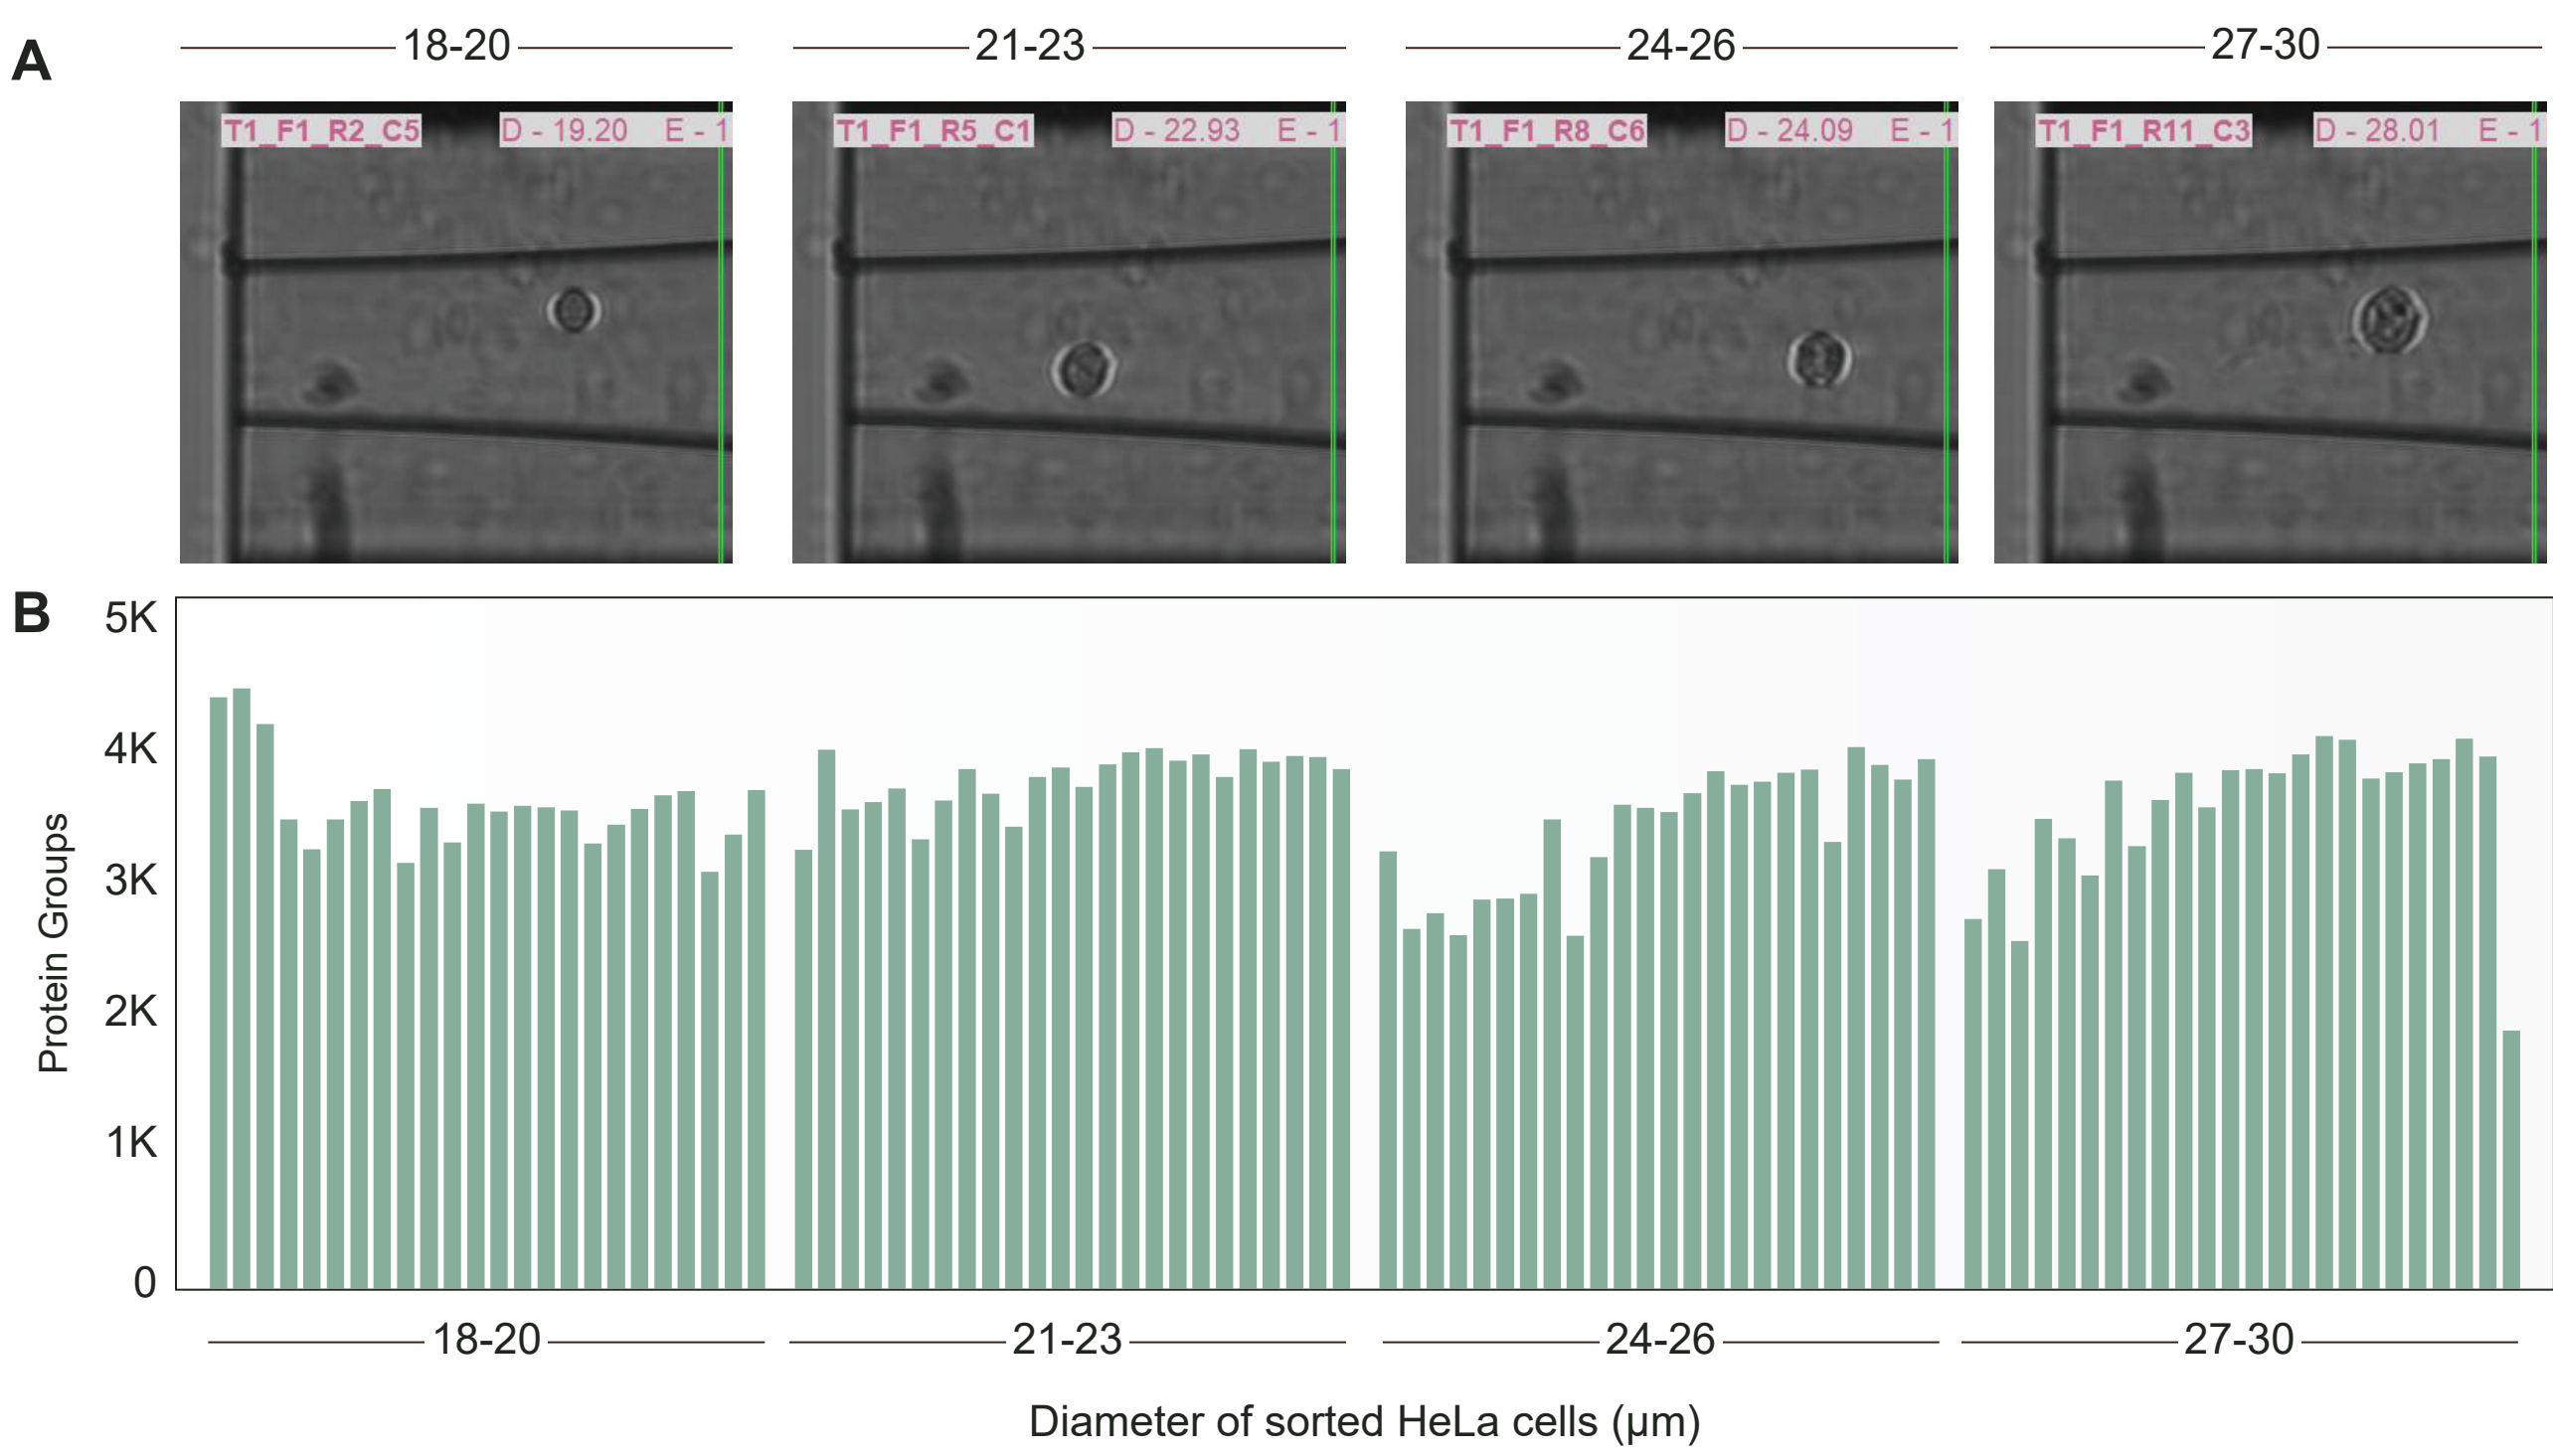 A
18-20
21-23
24-26
27-30
T1_F1_R2_C5 D - 19.20 E - 1
T1_F1_R5_C1 D - 22.93 E - 1
T1_F1_R8_C6 D - 24.09 E - 1
T1_F1_R11_C3 D - 28.01 E - 1
B
5K
4K
3K
2K
1K
0
Protein Groups
18-20
21-23
24-26
27-30
Diameter of sorted HeLa cells (µm)